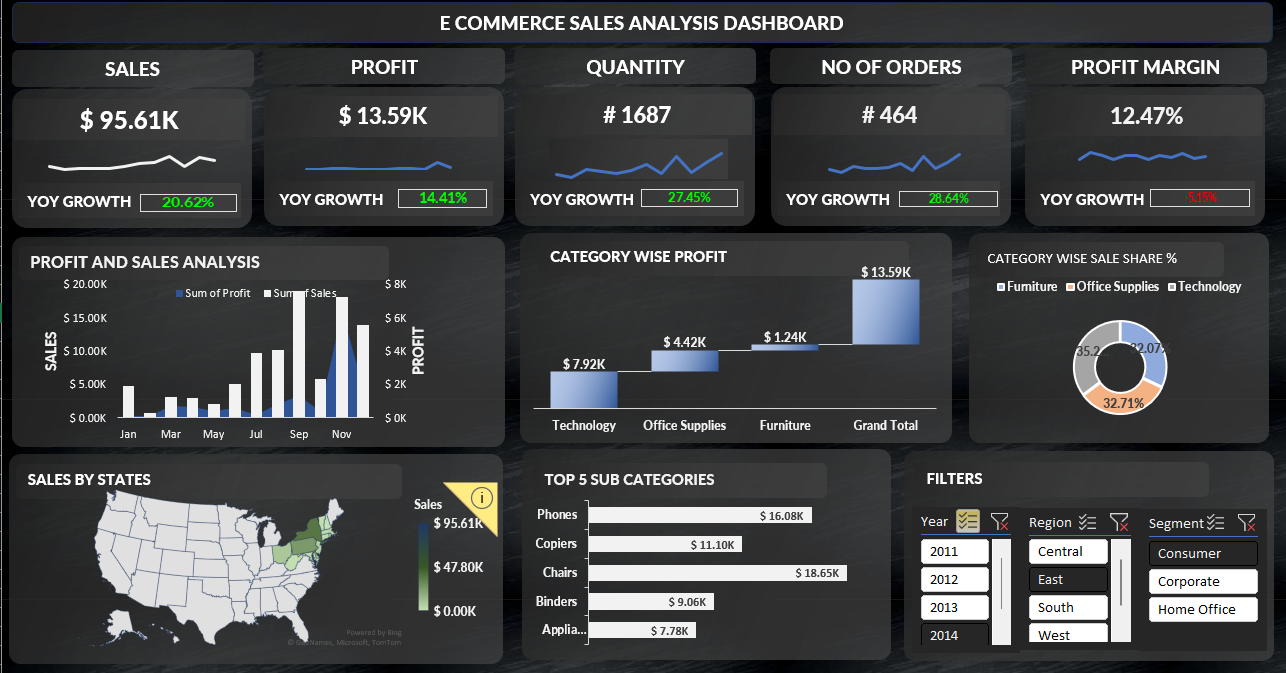 E COMMERCE SALES ANALYSIS DASHBOARD
SALES
PROFIT
QUANTITY
NO OF ORDERS
PROFIT MARGIN
$ 95.61K
$ 13.59K
# 1687
# 464
12.47%
YOY GROWTH 20.62%
YOY GROWTH 14.41%
YOY GROWTH 27.45%
YOY GROWTH 28.64%
YOY GROWTH 5.15%
PROFIT AND SALES ANALYSIS
Sum of Profit
Sum of Sales
SALES
$ 20.00K
$ 15.00K
$ 10.00K
$ 5.00K
$ 0.00K
$ 8K
$ 6K
$ 4K
$ 2K
$ 0K
PROFIT
Jan Mar May Jul Sep Nov
CATEGORY WISE PROFIT
$ 7.92K
$ 4.42K
$ 1.24K
$ 13.59K
Technology Office Supplies Furniture Grand Total
CATEGORY WISE SALE SHARE %
Furniture Office Supplies Technology
35.2...
32.07%
32.71%
SALES BY STATES
Sales
$ 95.61K
$ 47.80K
$ 0.00K
i
Powered by Bing
© GeoNames, Microsoft, TomTom
TOP 5 SUB CATEGORIES
Phones $ 16.08K
Copiers $ 11.10K
Chairs $ 18.65K
Binders $ 9.06K
Applia... $ 7.78K
FILTERS
Year
2011
2012
2013
2014
Region
Central
East
South
West
Segment
Consumer
Corporate
Home Office